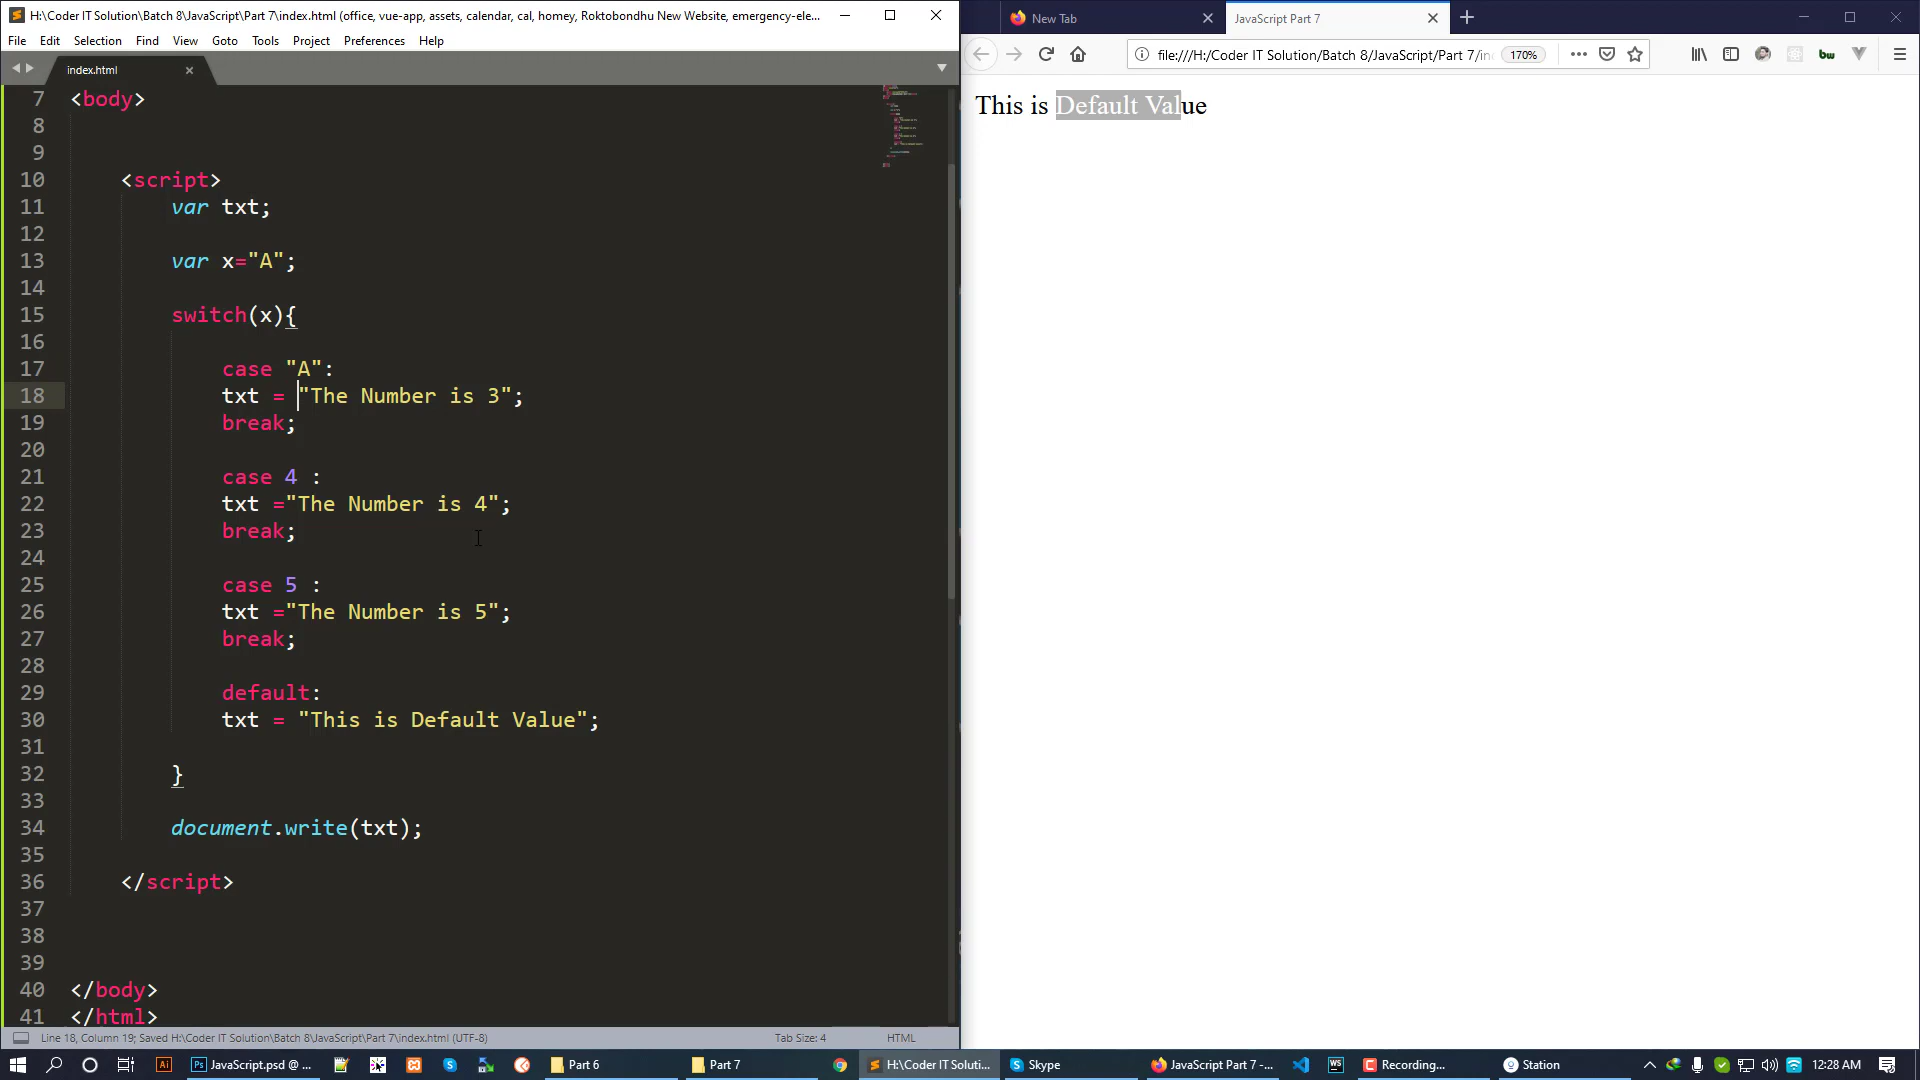 H:\Coder IT Solution\Batch 8\JavaScript\Part 7\index.html (office, vue-app, assets, calendar, cal, homey, Roktobondhu New Website, emergency-ele...
File Edit Selection Find View Goto Tools Project Preferences Help
index.html
7 <body>
8
9
10 <script>
11 var txt;
12
13 var x="A";
14
15 switch(x){
16
17 case "A":
18 txt = "The Number is 3";
19 break;
20
21 case 4 :
22 txt ="The Number is 4";
23 break;
24
25 case 5 :
26 txt ="The Number is 5";
27 break;
28
29 default:
30 txt = "This is Default Value";
31
32 }
33
34 document.write(txt);
35
36 </script>
37
38
39
40 </body>
41 </html>
Line 18, Column 19; Saved H:\Coder IT Solution\Batch 8\JavaScript\Part 7\index.html (UTF-8) Tab Size: 4 HTML
New Tab JavaScript Part 7
file:///H:/Coder IT Solution/Batch 8/JavaScript/Part 7/in 170% bw
This is Default Value
Ai Ps JavaScript.psd @ ... Part 6 Part 7 H:\Coder IT Soluti... Skype JavaScript Part 7 -... WS Recording... Station 12:28 AM